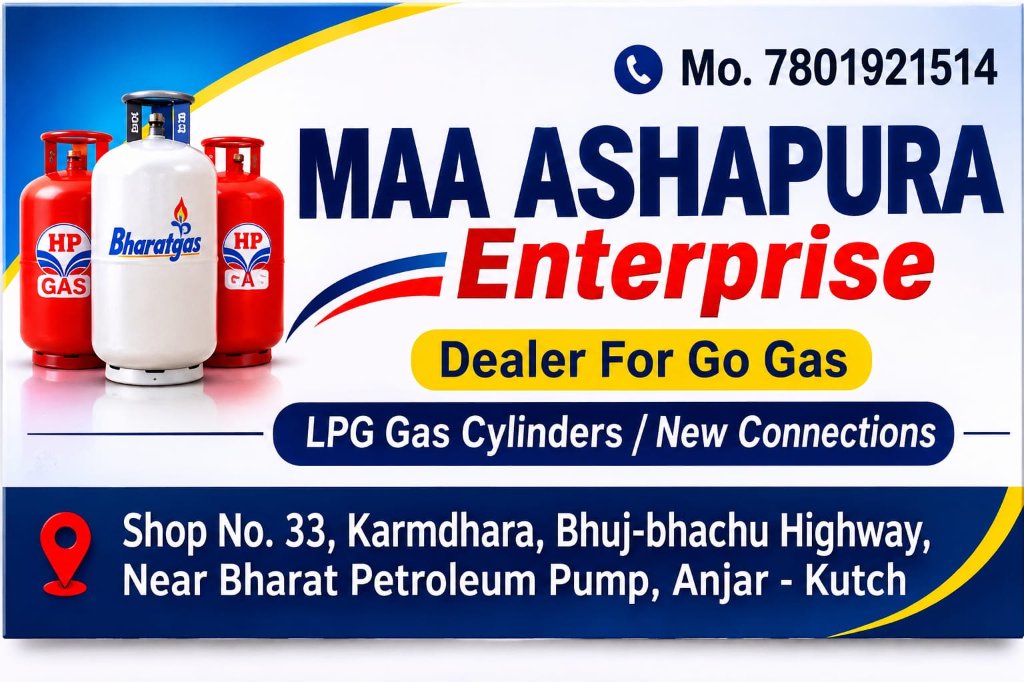 Mo. 7801921514
MAA ASHAPURA
Enterprise
HP
GAS
Bharatgas
HP
GAS
Dealer For Go Gas
LPG Gas Cylinders / New Connections
Shop No. 33, Karmdhara, Bhuj-bhachu Highway,
Near Bharat Petroleum Pump, Anjar - Kutch